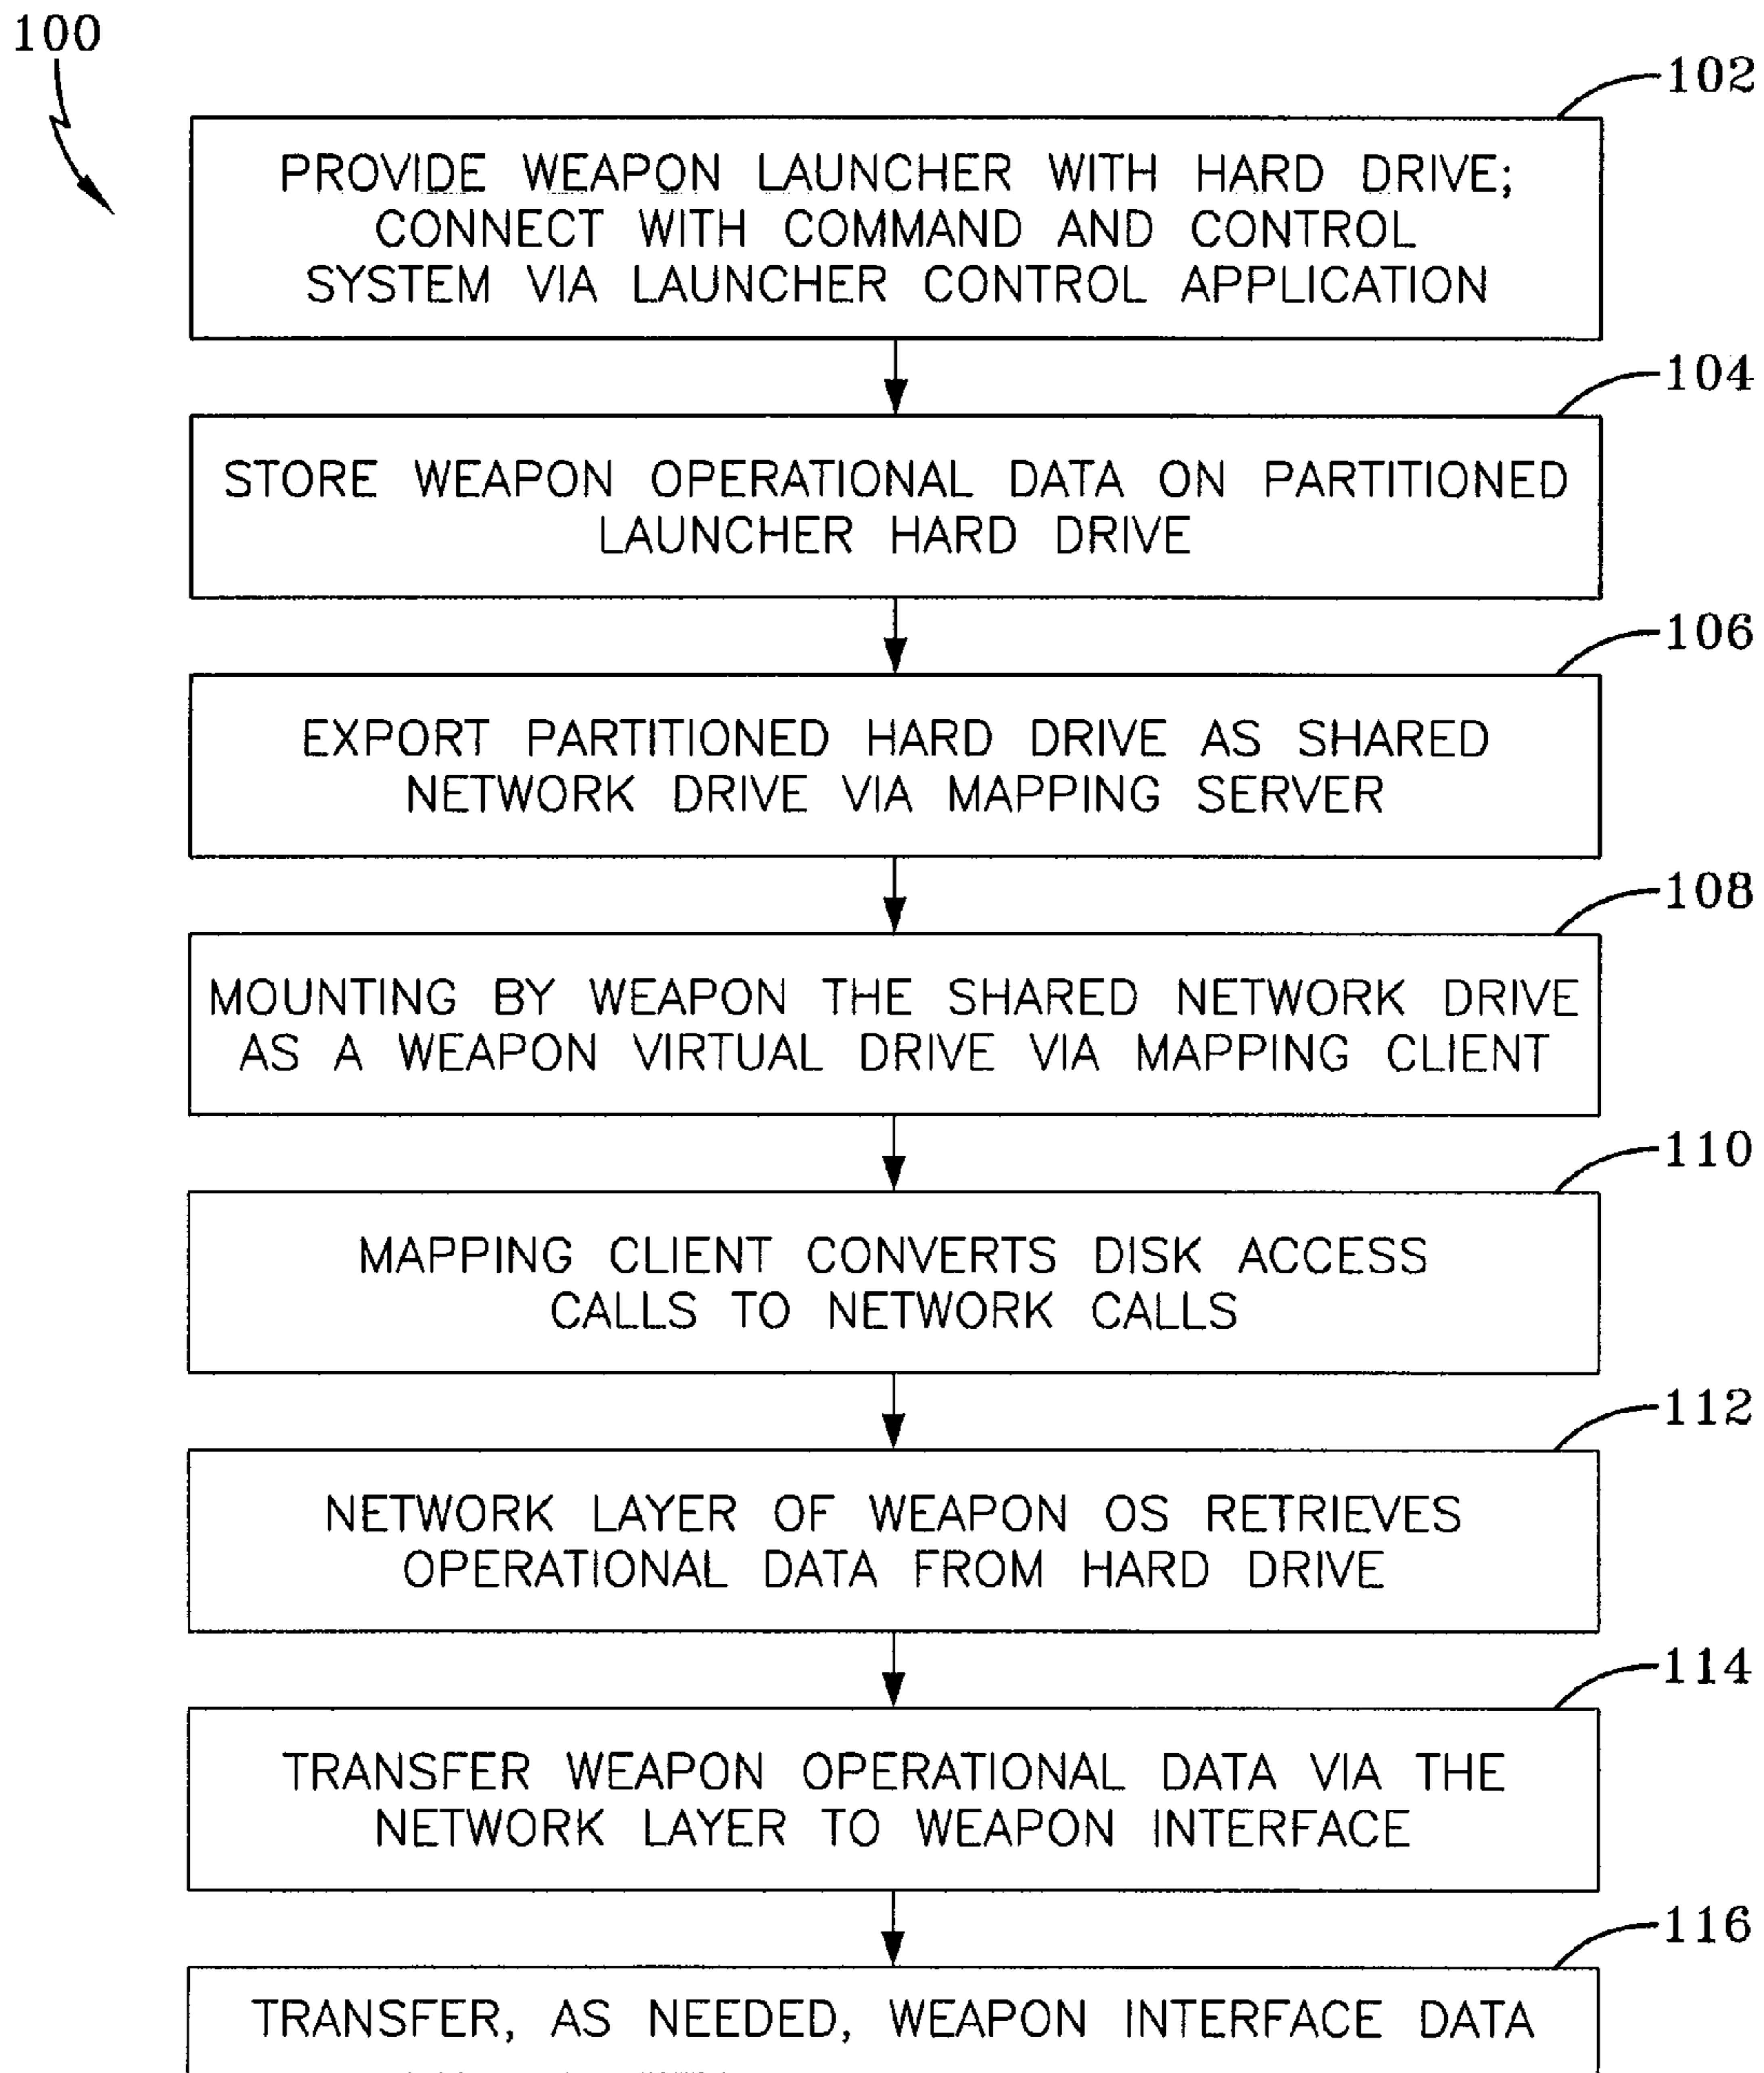 100
102
PROVIDE WEAPON LAUNCHER WITH HARD DRIVE;
CONNECT WITH COMMAND AND CONTROL
SYSTEM VIA LAUNCHER CONTROL APPLICATION
104
STORE WEAPON OPERATIONAL DATA ON PARTITIONED
LAUNCHER HARD DRIVE
106
EXPORT PARTITIONED HARD DRIVE AS SHARED
NETWORK DRIVE VIA MAPPING SERVER
108
MOUNTING BY WEAPON THE SHARED NETWORK DRIVE
AS A WEAPON VIRTUAL DRIVE VIA MAPPING CLIENT
110
MAPPING CLIENT CONVERTS DISK ACCESS
CALLS TO NETWORK CALLS
112
NETWORK LAYER OF WEAPON OS RETRIEVES
OPERATIONAL DATA FROM HARD DRIVE
114
TRANSFER WEAPON OPERATIONAL DATA VIA THE
NETWORK LAYER TO WEAPON INTERFACE
116
TRANSFER, AS NEEDED, WEAPON INTERFACE DATA